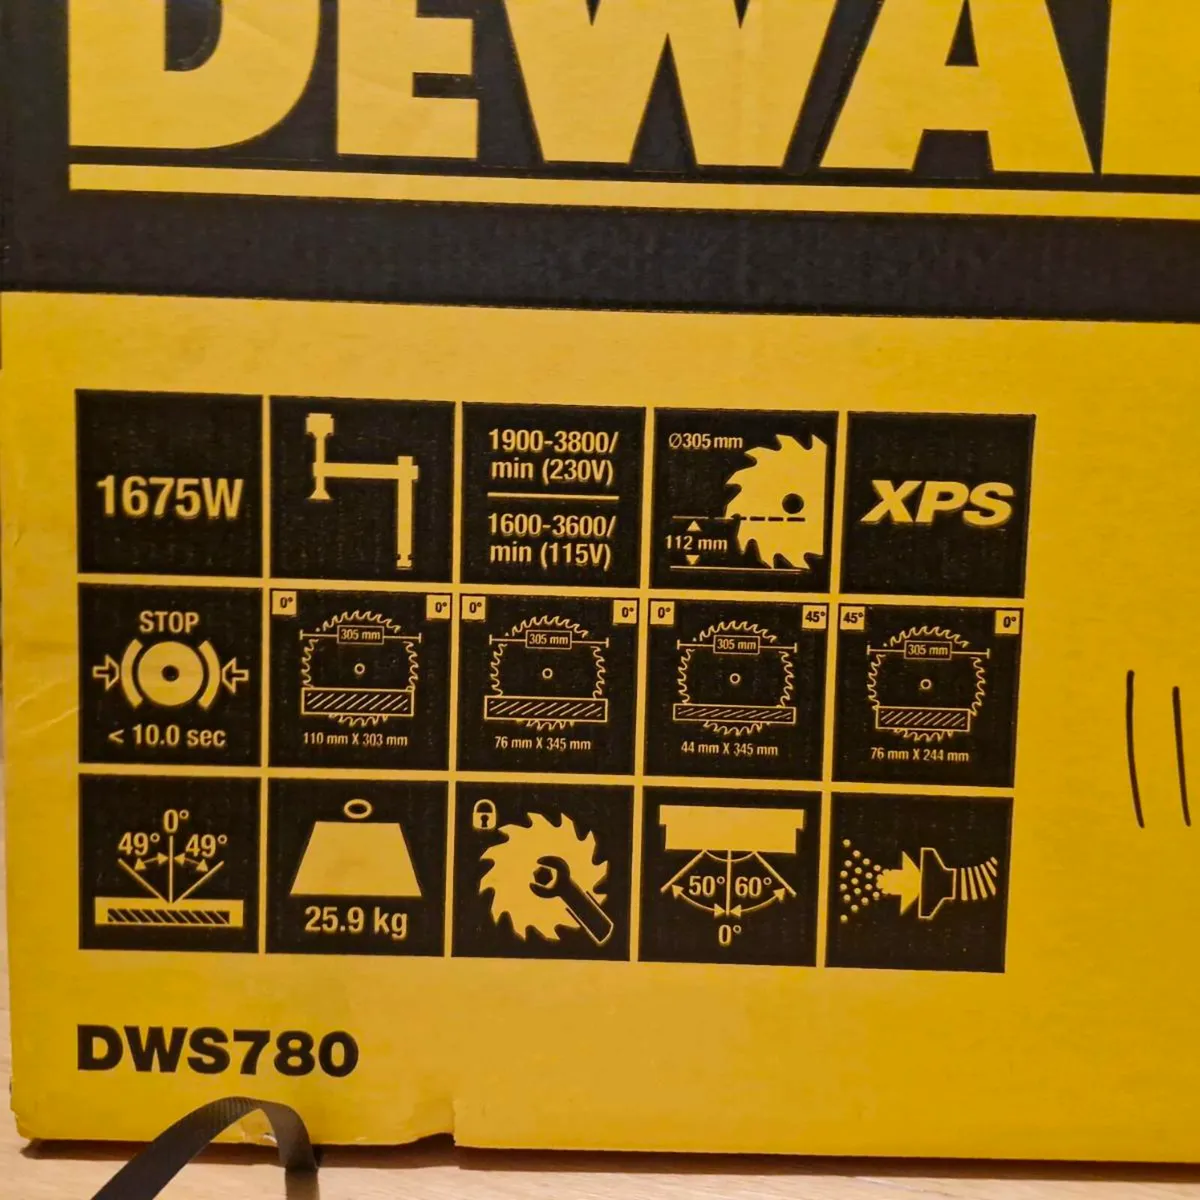 DEWA
1675W
1900-3800/
min (230V)
1600-3600/
min (115V)
Ø305 mm
112 mm
XPS
STOP
< 10.0 sec
0° 0°
305 mm
110 mm X 303 mm
0° 0°
305 mm
76 mm X 345 mm
0° 45°
305 mm
44 mm X 345 mm
45° 0°
305 mm
76 mm X 244 mm
0°
49° 49°
25.9 kg
50° 60°
0°
DWS780